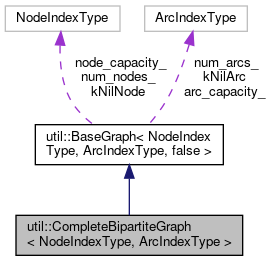 NodeIndexType
ArcIndexType
node_capacity_
num_nodes_
kNilNode
num_arcs_
kNilArc
arc_capacity_
util::BaseGraph< NodeIndex
Type, ArcIndexType, false >
util::CompleteBipartiteGraph
< NodeIndexType, ArcIndexType >